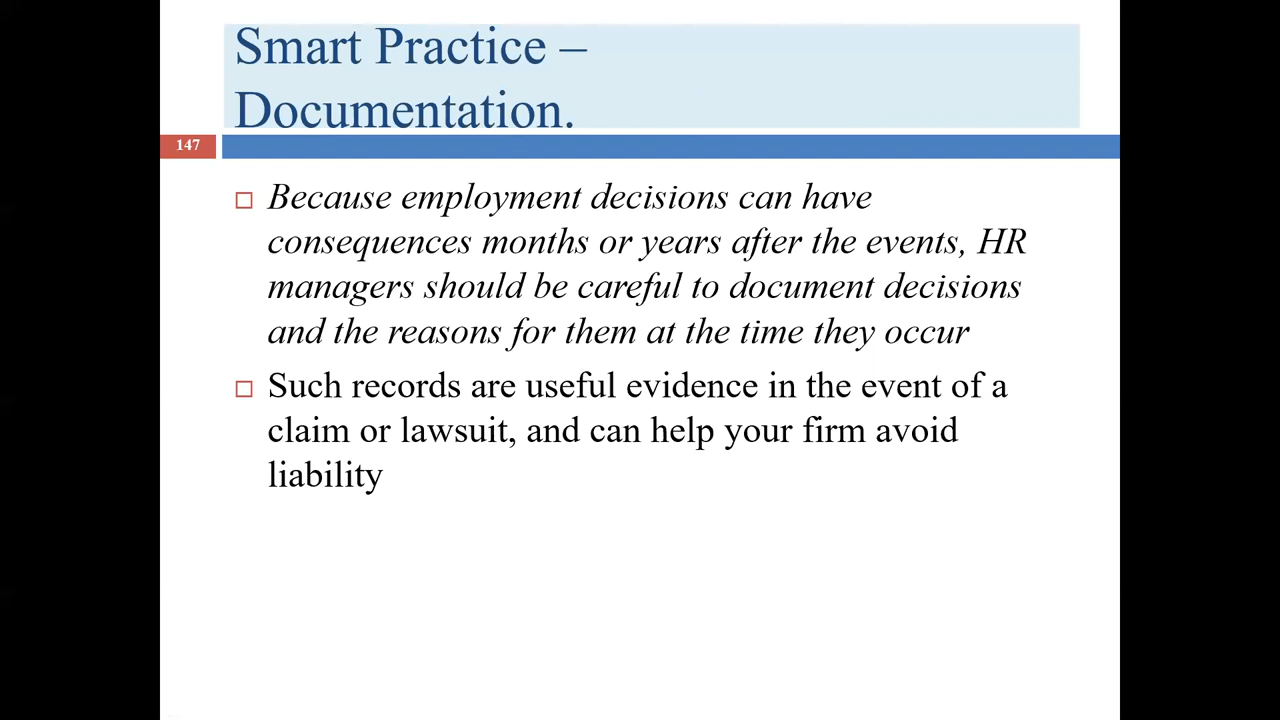 Smart Practice –
Documentation.
147
Because employment decisions can have
consequences months or years after the events, HR
managers should be careful to document decisions
and the reasons for them at the time they occur
Such records are useful evidence in the event of a
claim or lawsuit, and can help your firm avoid
liability